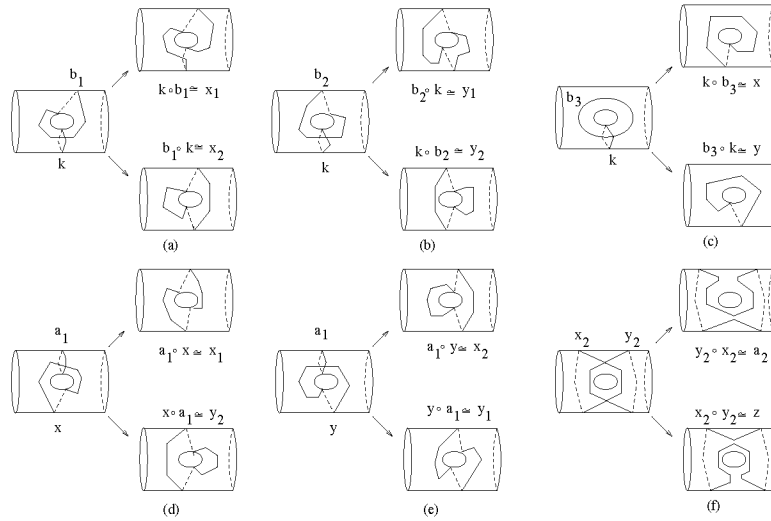 b₁
k
k ∘ b₁ ≃ x₁
b₁ ∘ k ≃ x₂
(a)
b₂
k
b₂ ∘ k ≃ y₁
k ∘ b₂ ≃ y₂
(b)
b₃
k
k ∘ b₃ ≃ x
b₃ ∘ k ≃ y
(c)
a₁
x
a₁ ∘ x ≃ x₁
x ∘ a₁ ≃ y₂
(d)
a₁
y
a₁ ∘ y ≃ x₂
y ∘ a₁ ≃ y₁
(e)
x₂ y₂
y₂ ∘ x₂ ≃ a₂
x₂ ∘ y₂ ≃ z
(f)